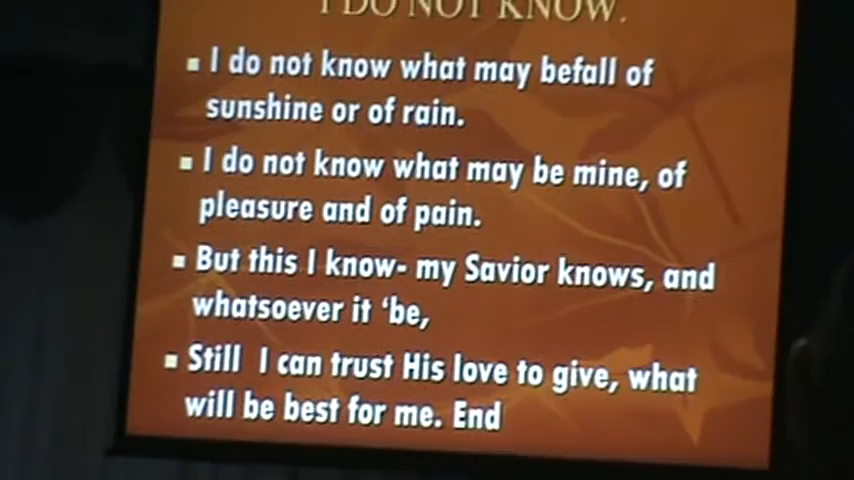 I DO NOT KNOW.
▪ I do not know what may befall of
sunshine or of rain.
▪ I do not know what may be mine, of
pleasure and of pain.
▪ But this I know- my Savior knows, and
whatsoever it ‘be,
▪ Still I can trust His love to give, what
will be best for me. End